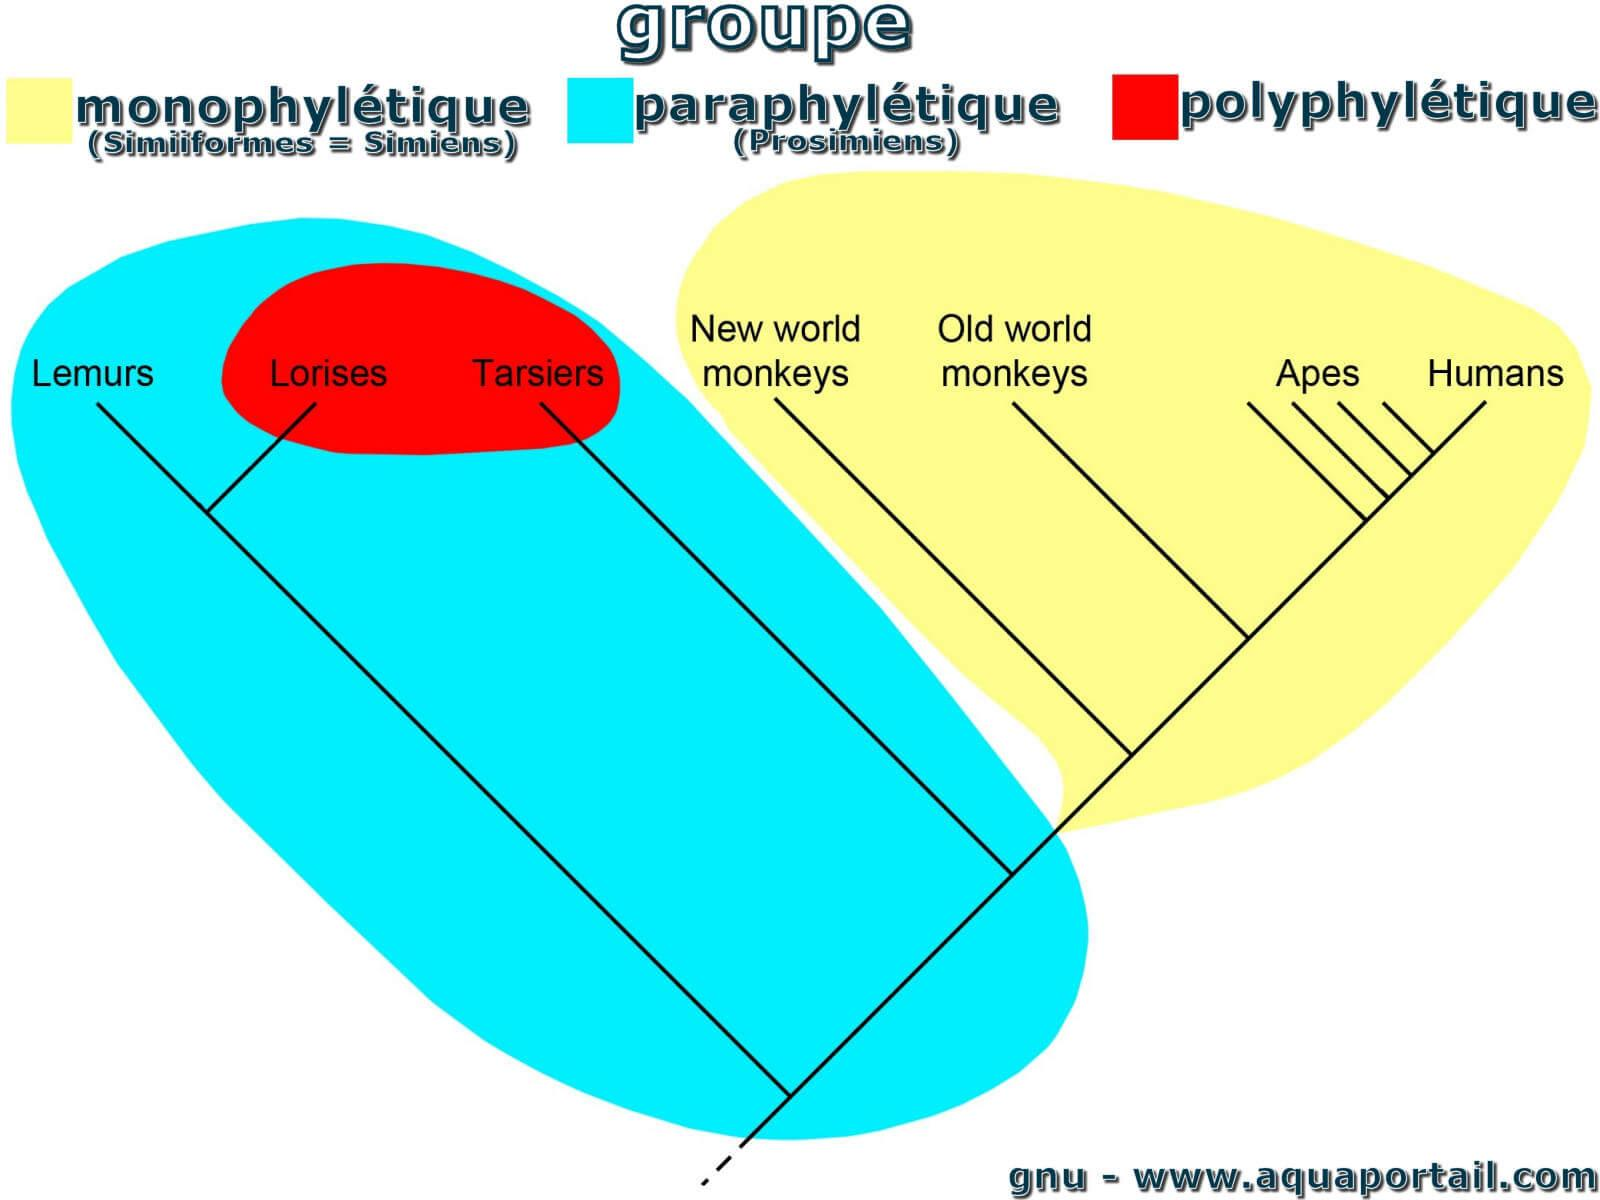 groupe
monophylétique
(Simiiformes = Simiens)
paraphylétique
(Prosimiens)
polyphylétique
Lemurs
Lorises
Tarsiers
New world
monkeys
Old world
monkeys
Apes
Humans
gnu - www.aquaportail.com